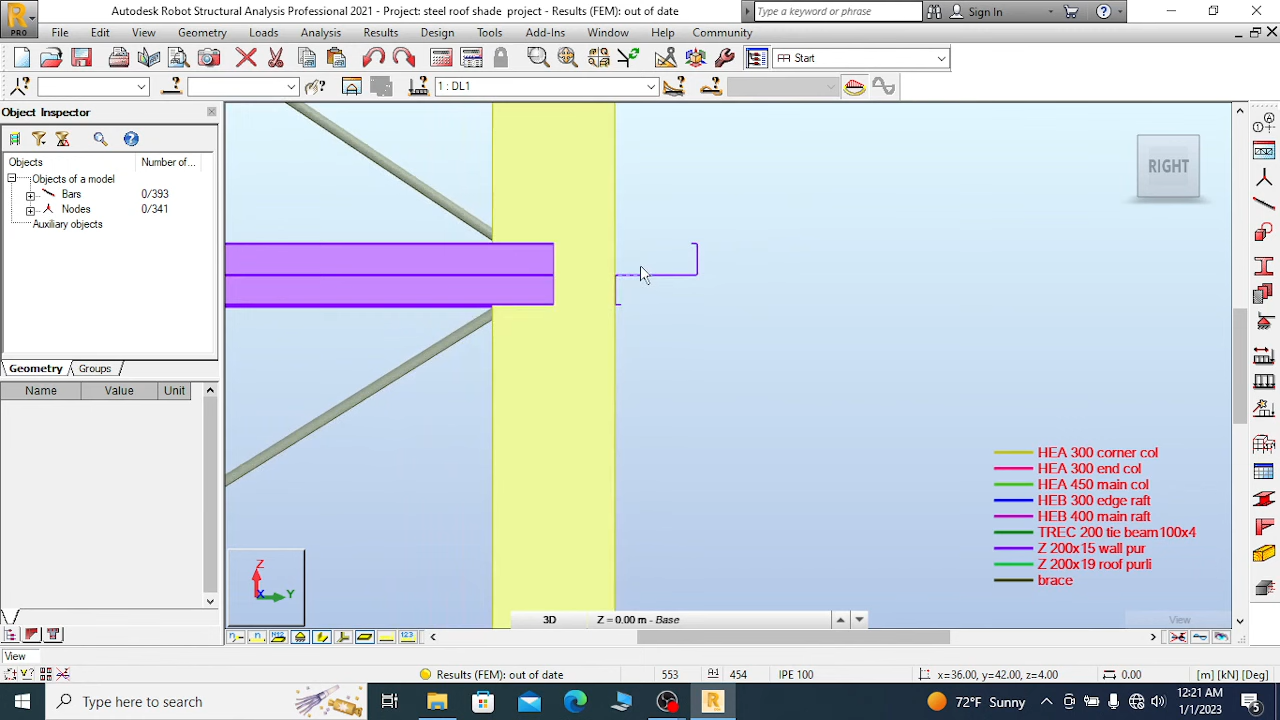 Autodesk Robot Structural Analysis Professional 2021 - Project: steel roof shade project - Results (FEM): out of date
Type a keyword or phrase
Sign In
PRO
File Edit View Geometry Loads Analysis Results Design Tools Add-Ins Window Help Community
Start
1 : DL1
Object Inspector
Objects Number of...
Objects of a model
Bars 0/393
Nodes 0/341
Auxiliary objects
Geometry Groups
Name Value Unit
RIGHT
HEA 300 corner col
HEA 300 end col
HEA 450 main col
HEB 300 edge raft
HEB 400 main raft
TREC 200 tie beam100x4
Z 200x15 wall pur
Z 200x19 roof purli
brace
Z
X Y
3D Z = 0.00 m - Base
View
View
Results (FEM): out of date 553 454 IPE 100 x=36.00, y=42.00, z=4.00 0.00 [m] [kN] [Deg]
Type here to search
72°F Sunny
12:21 AM
1/1/2023
5